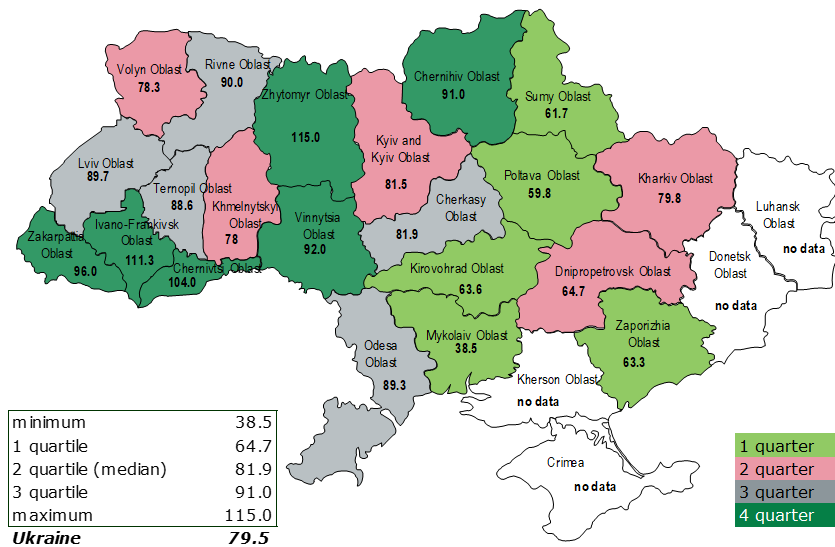 Volyn Oblast
78.3
Rivne Oblast
90.0
Zhytomyr Oblast
115.0
Kyiv and
Kyiv Oblast
81.5
Chernihiv Oblast
91.0
Sumy Oblast
61.7
Lviv Oblast
89.7
Ternopil Oblast
88.6
Khmelnytskyi
Oblast
78
Vinnytsia
Oblast
92.0
Cherkasy
Oblast
81.9
Poltava Oblast
59.8
Kharkiv Oblast
79.8
Luhansk
Oblast
no data
Zakarpattia
Oblast
96.0
Ivano-Frankivsk
Oblast
111.3
Chernivtsi Oblast
104.0
Kirovohrad Oblast
63.6
Dnipropetrovsk Oblast
64.7
Donetsk
Oblast
no data
Odesa
Oblast
89.3
Mykolaiv Oblast
38.5
Zaporizhia
Oblast
63.3
Kherson Oblast
no data
Crimea
no data
minimum 38.5
1 quartile 64.7
2 quartile (median) 81.9
3 quartile 91.0
maximum 115.0
Ukraine 79.5
1 quarter
2 quarter
3 quarter
4 quarter